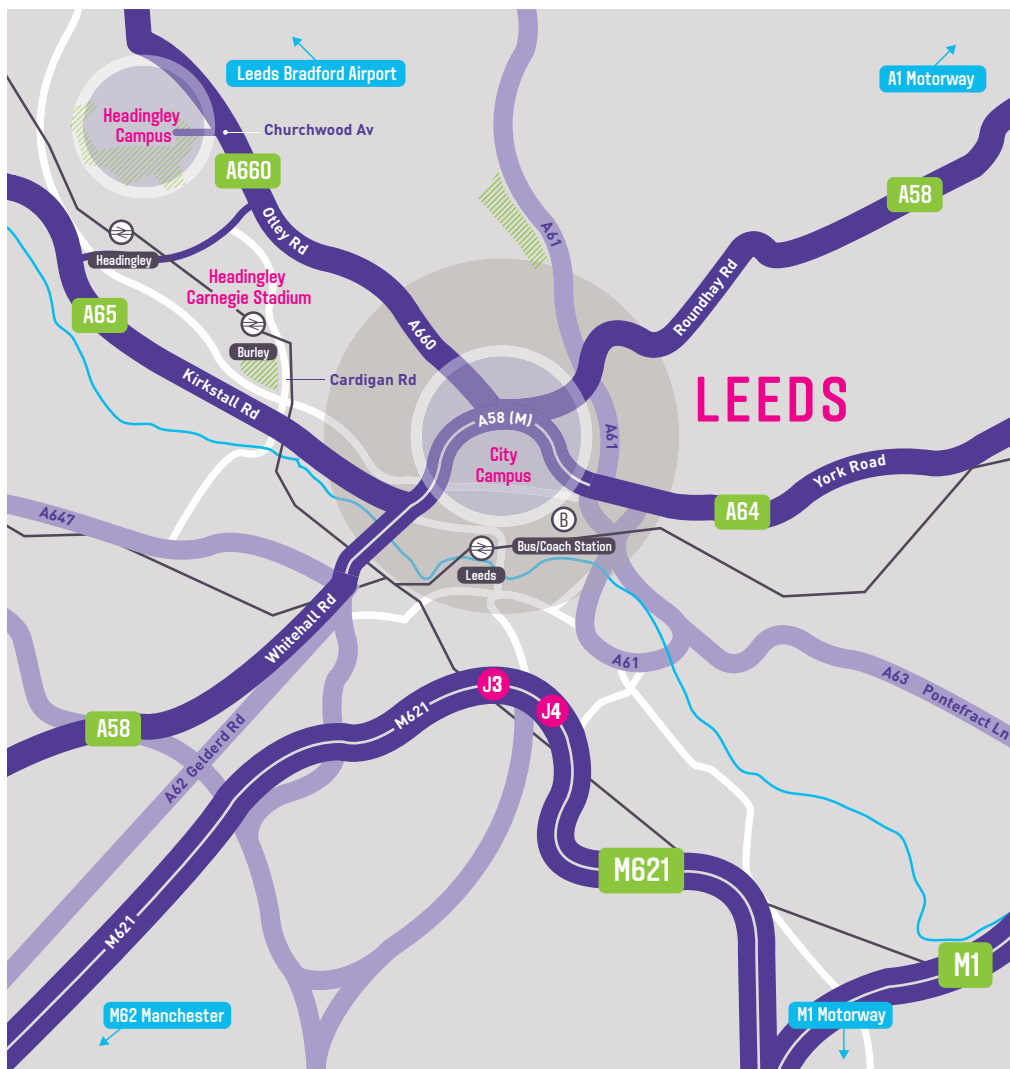 Leeds Bradford Airport
A1 Motorway
Headingley
Campus
Churchwood Av
A660
A58
Otley Rd
A61
Headingley
Headingley
Carnegie Stadium
Roundhay Rd
A65
A660
Burley
Cardigan Rd
Kirkstall Rd
LEEDS
A58 (M)
A61
City
Campus
York Road
A64
A647
B
Bus/Coach Station
Leeds
Whitehall Rd
A61
A63 Pontefract Ln
J3
J4
M621
A58
A62 Gelderd Rd
M621
M621
M1
M62 Manchester
M1 Motorway